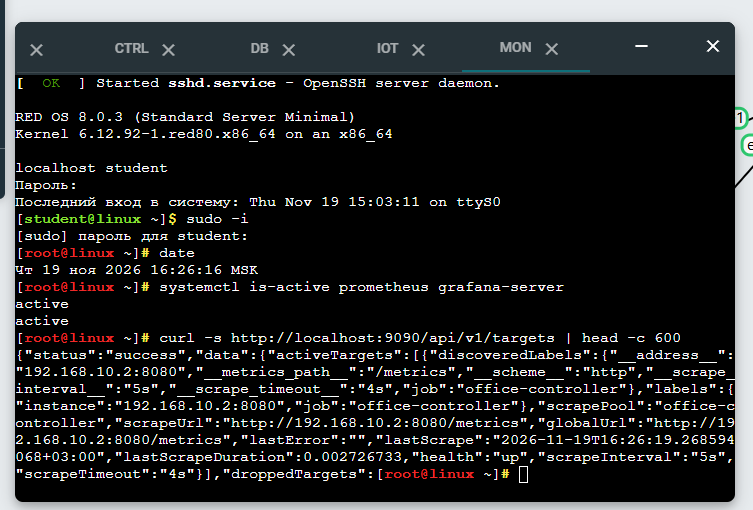 CTRL
DB
IOT
MON
[  OK  ] Started sshd.service - OpenSSH server daemon.
RED OS 8.0.3 (Standard Server Minimal)
Kernel 6.12.92-1.red80.x86_64 on an x86_64
localhost student
Пароль:
Последний вход в систему: Thu Nov 19 15:03:11 on ttyS0
[student@linux ~]$ sudo -i
[sudo] пароль для student:
[root@linux ~]# date
Чт 19 ноя 2026 16:26:16 MSK
[root@linux ~]# systemctl is-active prometheus grafana-server
active
active
[root@linux ~]# curl -s http://localhost:9090/api/v1/targets | head -c 600
{"status":"success","data":{"activeTargets":[{"discoveredLabels":{"__address__":
"192.168.10.2:8080","__metrics_path__":"/metrics","__scheme__":"http","__scrape_
interval__":"5s","__scrape_timeout__":"4s","job":"office-controller"},"labels":{
"instance":"192.168.10.2:8080","job":"office-controller"},"scrapePool":"office-c
ontroller","scrapeUrl":"http://192.168.10.2:8080/metrics","globalUrl":"http://19
2.168.10.2:8080/metrics","lastError":"","lastScrape":"2026-11-19T16:26:19.268594
068+03:00","lastScrapeDuration":0.002726733,"health":"up","scrapeInterval":"5s",
"scrapeTimeout":"4s"}],"droppedTargets":[root@linux ~]#
1
e